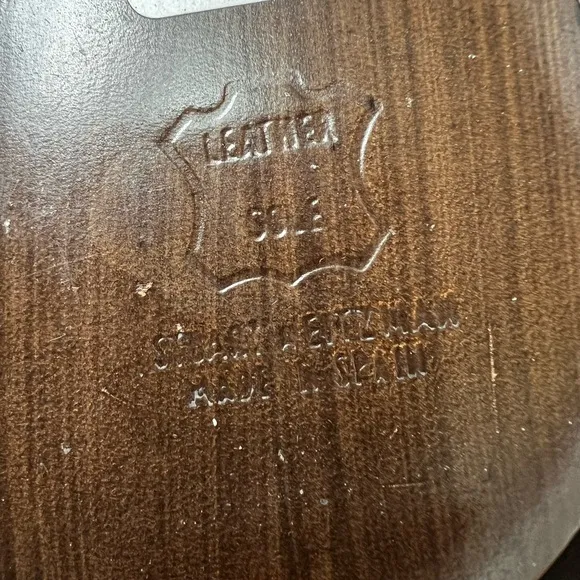 LEATHER
SOLE
STUART WEITZMAN
MADE IN SPAIN